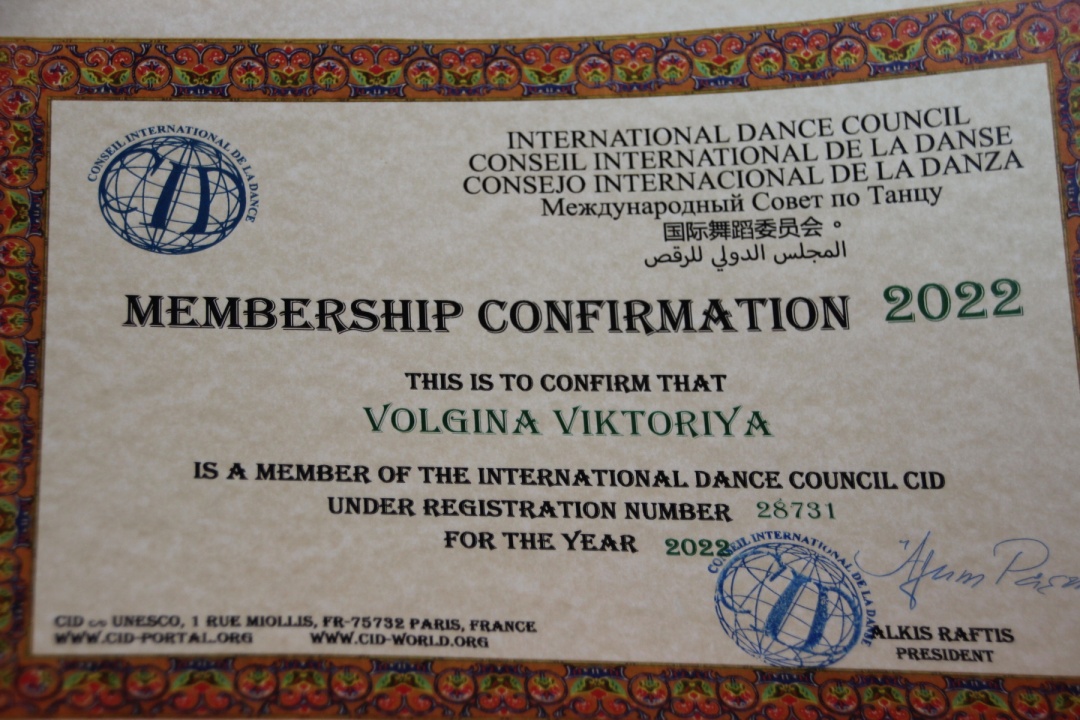 CONSEIL INTERNATIONAL DE LA DANCE
CID
INTERNATIONAL DANCE COUNCIL
CONSEIL INTERNATIONAL DE LA DANSE
CONSEJO INTERNACIONAL DE LA DANZA
Международный Совет по Танцу
国际舞蹈委员会。
المجلس الدولي للرقص
MEMBERSHIP CONFIRMATION 2022
THIS IS TO CONFIRM THAT
VOLGINA VIKTORIYA
IS A MEMBER OF THE INTERNATIONAL DANCE COUNCIL CID
UNDER REGISTRATION NUMBER 28731
FOR THE YEAR 2022
CONSEIL INTERNATIONAL DE LA DANSE
CID
CID c/o UNESCO, 1 RUE MIOLLIS, FR-75732 PARIS, FRANCE
WWW.CID-PORTAL.ORG WWW.CID-WORLD.ORG
ALKIS RAFTIS
PRESIDENT